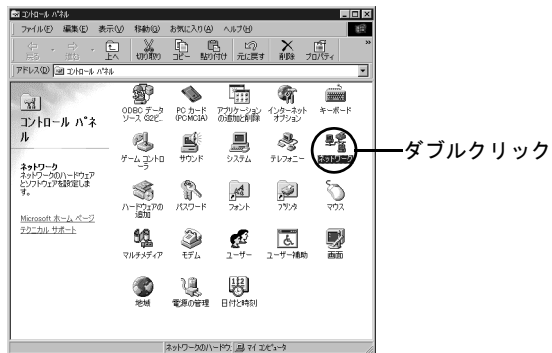 コントロール パネル
ファイル(F) 編集(E) 表示(V) 移動(G) お気に入り(A) ヘルプ(H)
戻る 進む 上へ 切り取り コピー 貼り付け 元に戻す 削除 プロパティ »
アドレス(D) コントロール パネル
コントロール パネ
ル
ネットワーク
ネットワークのハードウェア
とソフトウェアを設定しま
す。
Microsoft ホーム ページ
テクニカル サポート
ODBC データ
ソース (32ビ...
PC カード
(PCMCIA)
アプリケーション
の追加と削除
インターネット
オプション
キーボード
ゲーム コントロ
ーラ
サウンド
システム
テレフォニー
ネットワーク
ダブルクリック
ハードウェアの
追加
パスワード
フォント
プリンタ
マウス
マルチメディア
モデム
ユーザー
ユーザー補助
画面
地域
電源の管理
日付と時刻
ネットワークのハードウ:
マイ コンピュータ